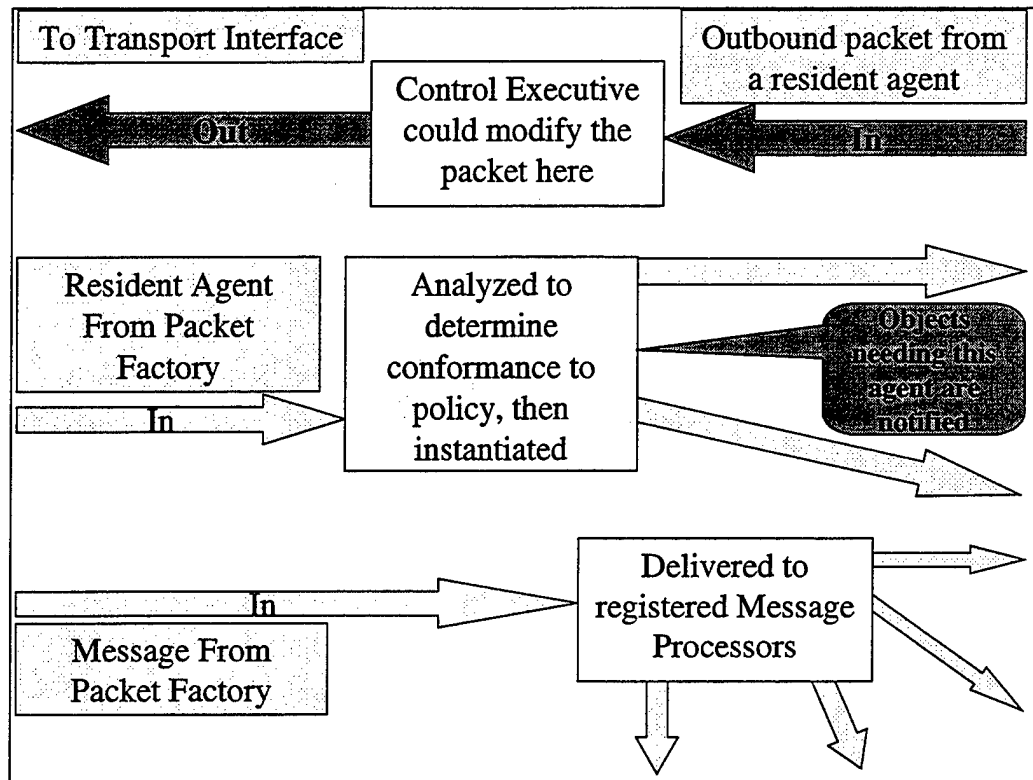 To Transport Interface
Outbound packet from
a resident agent
Control Executive
could modify the
packet here
Out
In
Resident Agent
From Packet
Factory
In
Analyzed to
determine
conformance to
policy, then
instantiated
Objects
needing this
agent are
notified
In
Message From
Packet Factory
Delivered to
registered Message
Processors